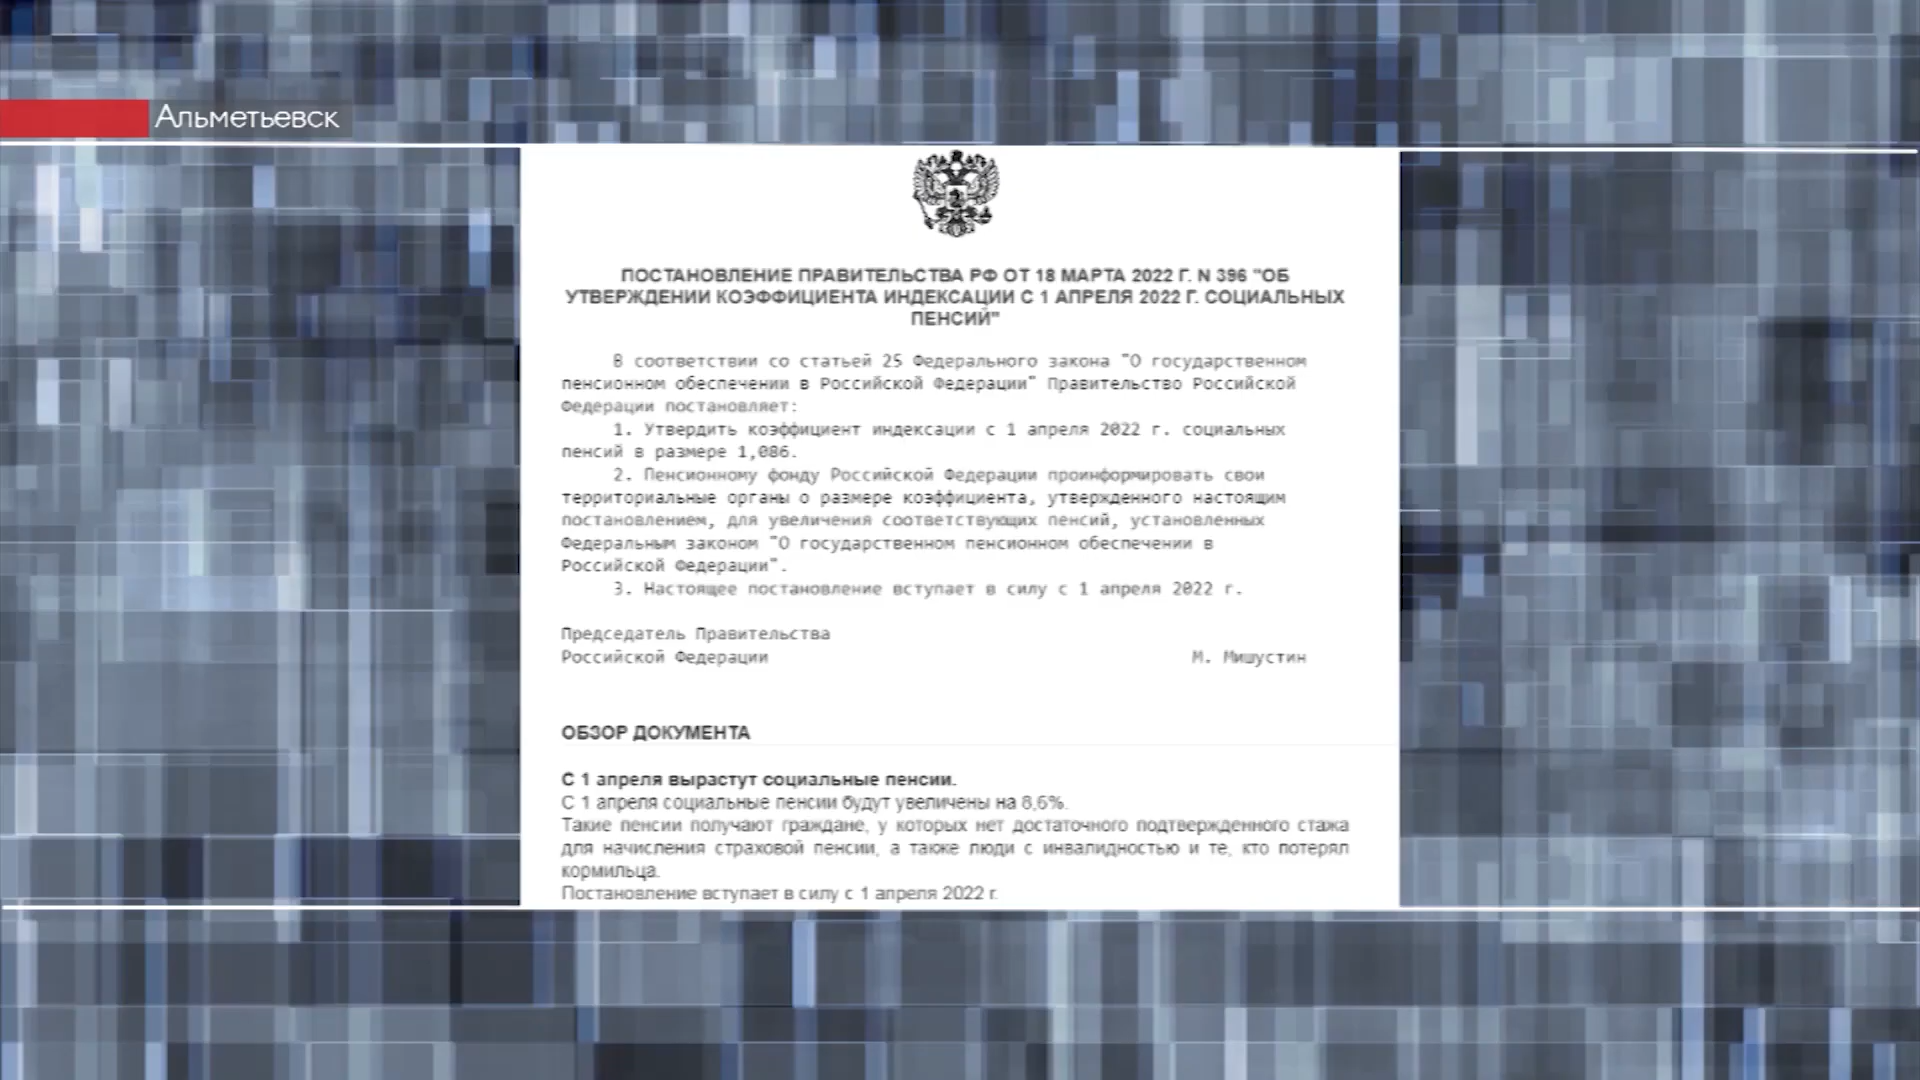 Альметьевск
ПОСТАНОВЛЕНИЕ ПРАВИТЕЛЬСТВА РФ ОТ 18 МАРТА 2022 Г. N 396 "ОБ
УТВЕРЖДЕНИИ КОЭФФИЦИЕНТА ИНДЕКСАЦИИ С 1 АПРЕЛЯ 2022 Г. СОЦИАЛЬНЫХ
ПЕНСИЙ"
В соответствии со статьей 25 Федерального закона "О государственном
пенсионном обеспечении в Российской Федерации" Правительство Российской
Федерации постановляет:
1. Утвердить коэффициент индексации с 1 апреля 2022 г. социальных
пенсий в размере 1,086.
2. Пенсионному фонду Российской Федерации проинформировать свои
территориальные органы о размере коэффициента, утвержденного настоящим
постановлением, для увеличения соответствующих пенсий, установленных
Федеральным законом "О государственном пенсионном обеспечении в
Российской Федерации".
3. Настоящее постановление вступает в силу с 1 апреля 2022 г.
Председатель Правительства
Российской Федерации М. Мишустин
ОБЗОР ДОКУМЕНТА
С 1 апреля вырастут социальные пенсии.
С 1 апреля социальные пенсии будут увеличены на 8,6%.
Такие пенсии получают граждане, у которых нет достаточного подтвержденного стажа
для начисления страховой пенсии, а также люди с инвалидностью и те, кто потерял
кормильца.
Постановление вступает в силу с 1 апреля 2022 г.